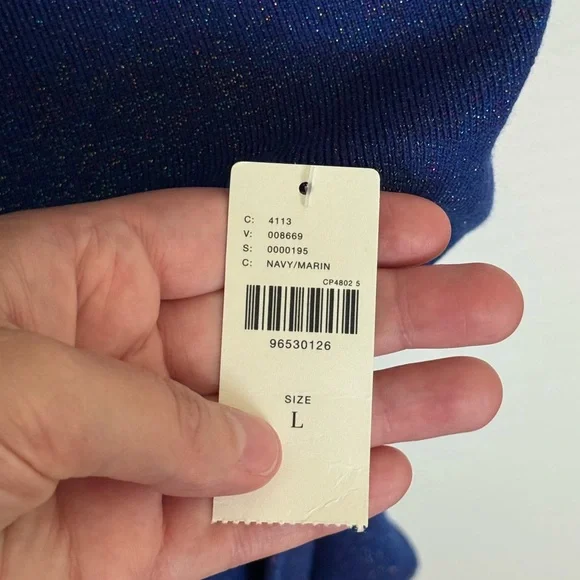 C: 4113
V: 008669
S: 0000195
C: NAVY/MARIN
CP4802 5
96530126
SIZE
L